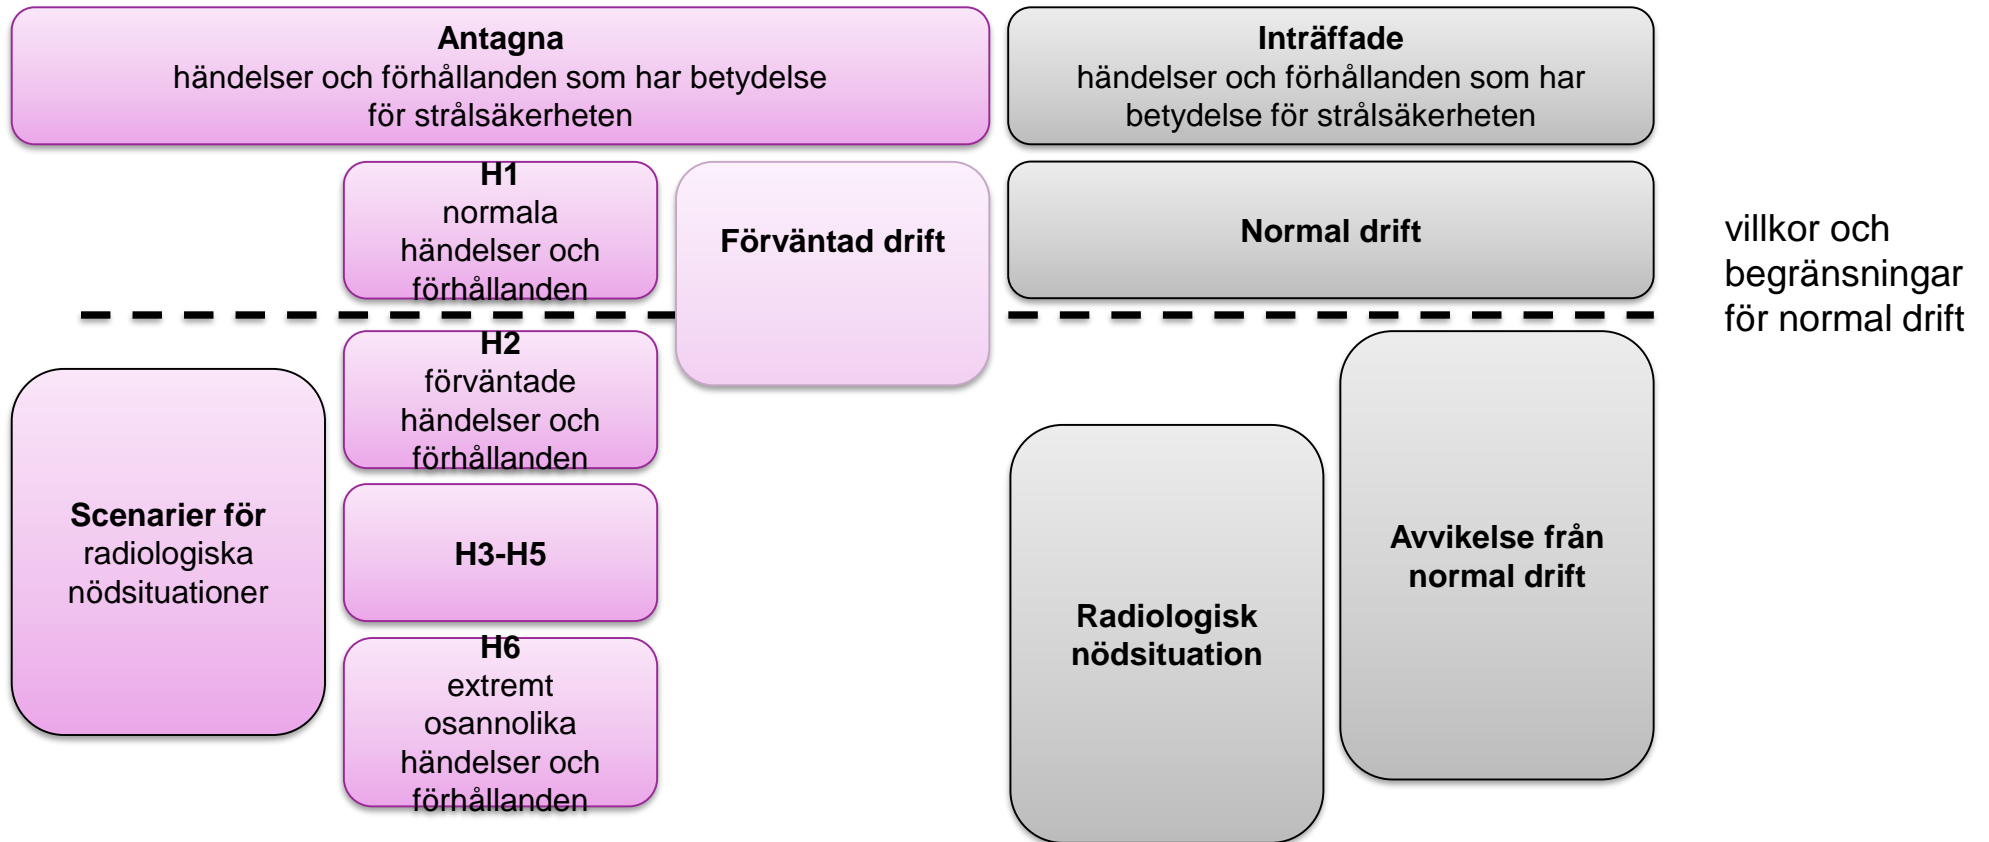 Antagna
händelser och förhållanden som har betydelse
för strålsäkerheten
Inträffade
händelser och förhållanden som har
betydelse för strålsäkerheten
H1
normala
händelser och
förhållanden
Förväntad drift
Normal drift
villkor och
begränsningar
för normal drift
H2
förväntade
händelser och
förhållanden
Scenarier för
radiologiska
nödsituationer
H3-H5
H6
extremt
osannolika
händelser och
förhållanden
Radiologisk
nödsituation
Avvikelse från
normal drift